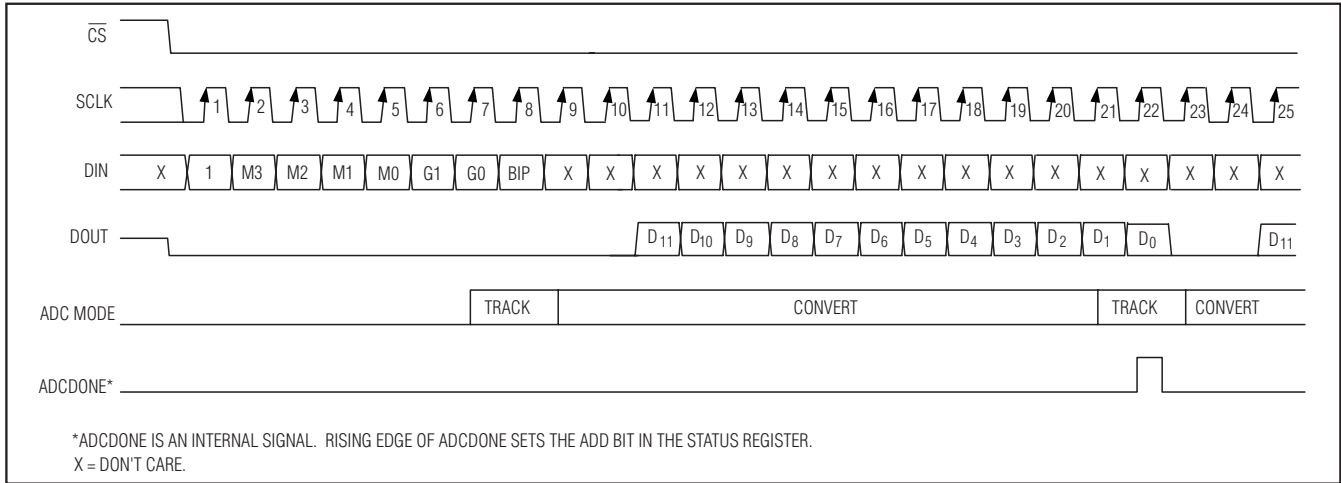 CS
SCLK 1 2 3 4 5 6 7 8 9 10 11 12 13 14 15 16 17 18 19 20 21 22 23 24 25
DIN X 1 M3 M2 M1 M0 G1 G0 BIP X X X X X X X X X X X X X X X X X
DOUT D11 D10 D9 D8 D7 D6 D5 D4 D3 D2 D1 D0 D11
ADC MODE TRACK CONVERT TRACK CONVERT
ADCDONE*
*ADCDONE IS AN INTERNAL SIGNAL. RISING EDGE OF ADCDONE SETS THE ADD BIT IN THE STATUS REGISTER.
X = DON'T CARE.